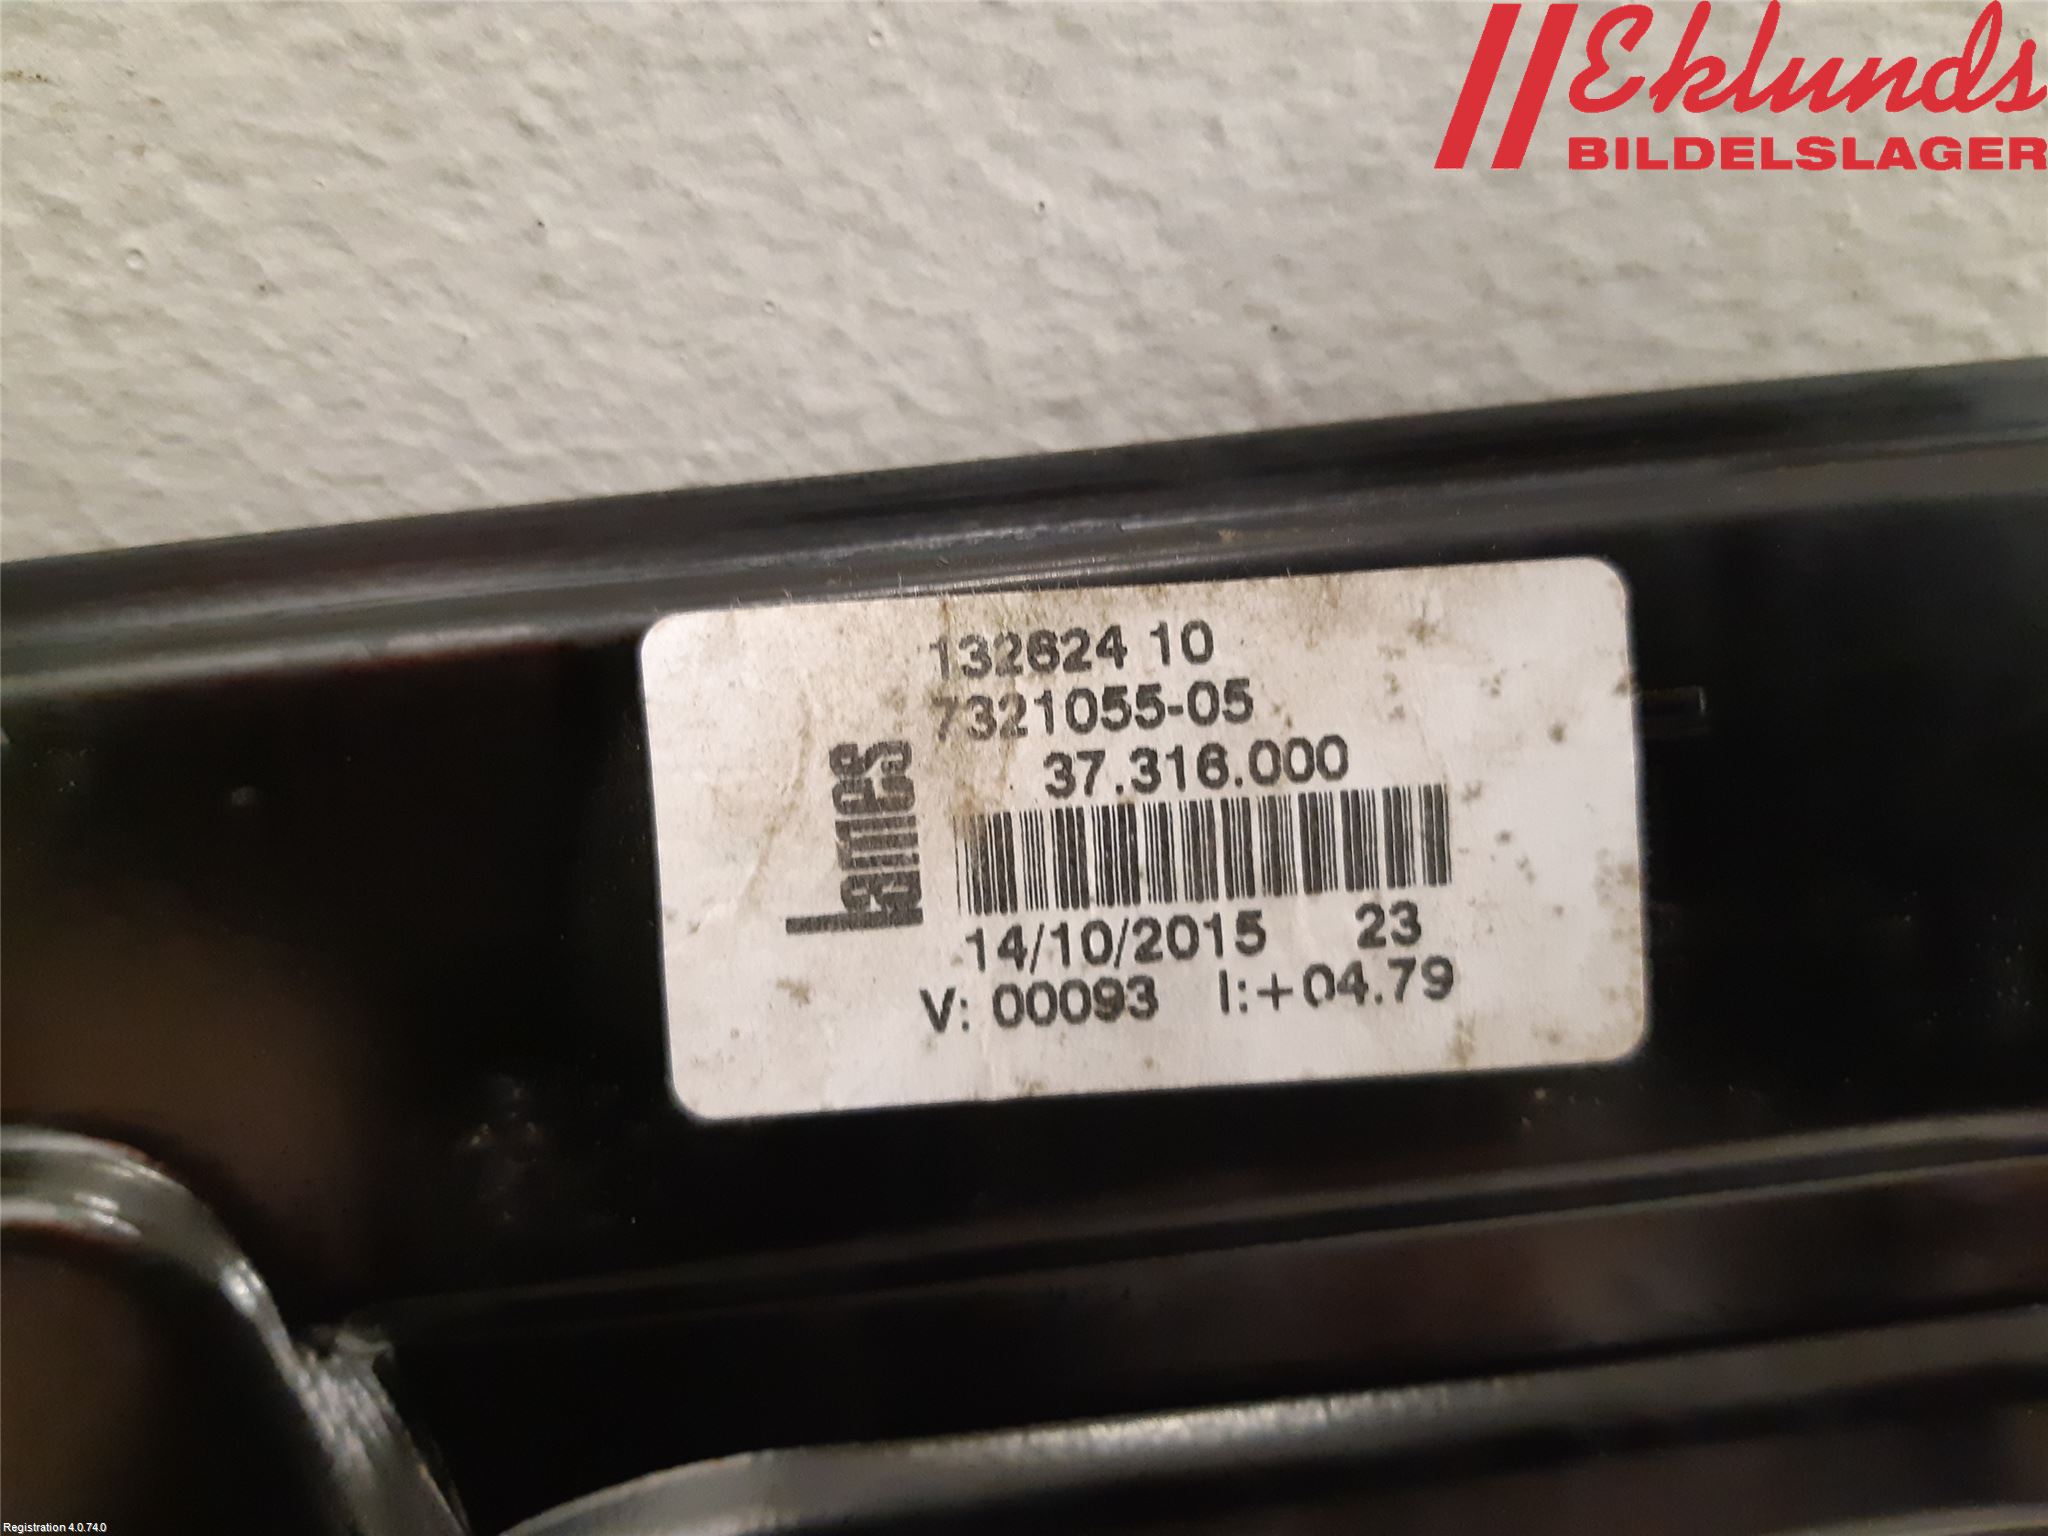 Eklunds
BILDELSLAGER
132624 10
7321055-05
37.316.000
Lames
14/10/2015 23
V: 00093 I:+04.79
Registration 4.0.74.0